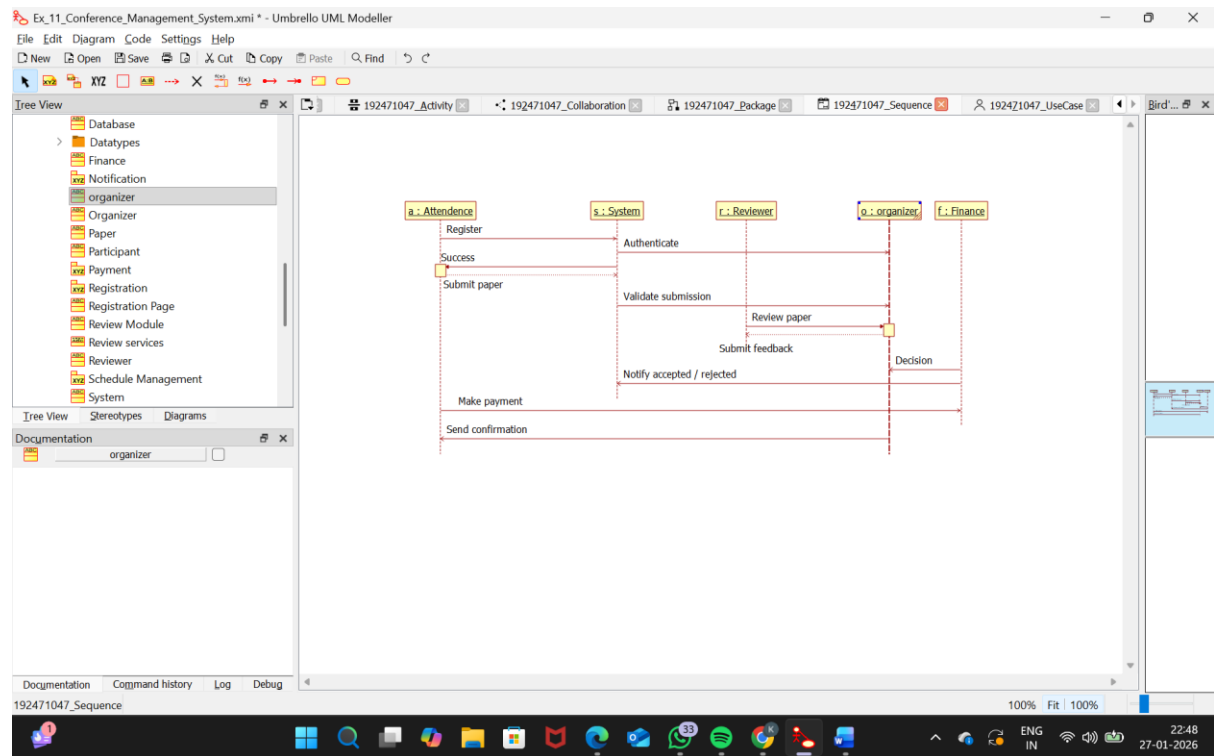 Ex_11_Conference_Management_System.xmi * - Umbrello UML Modeller
File Edit Diagram Code Settings Help
New Open Save Cut Copy Paste Find
XYZ
Tree View
192471047_Activity 192471047_Collaboration 192471047_Package 192471047_Sequence 192471047_UseCase
Bird'...
Database
Datatypes
Finance
Notification
organizer
Organizer
Paper
Participant
Payment
Registration
Registration Page
Review Module
Review services
Reviewer
Schedule Management
System
Tree View Stereotypes Diagrams
Documentation
organizer
a : Attendence s : System r : Reviewer o : organizer f : Finance
Register
Authenticate
Success
Submit paper
Validate submission
Review paper
Submit feedback
Decision
Notify accepted / rejected
Make payment
Send confirmation
Documentation Command history Log Debug
192471047_Sequence
100% Fit 100%
1
33
ENG
IN
22:48
27-01-2026